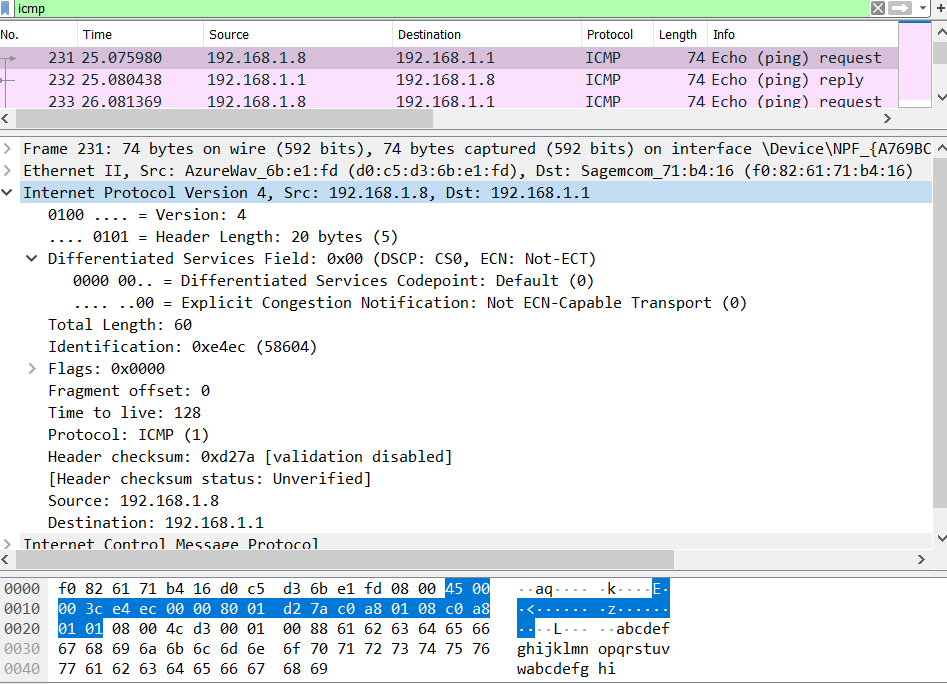 icmp
No. Time Source Destination Protocol Length Info
231 25.075980 192.168.1.8 192.168.1.1 ICMP 74 Echo (ping) request
232 25.080438 192.168.1.1 192.168.1.8 ICMP 74 Echo (ping) reply
233 26.081369 192.168.1.8 192.168.1.1 ICMP 74 Echo (ping) request
Frame 231: 74 bytes on wire (592 bits), 74 bytes captured (592 bits) on interface \Device\NPF_{A769BC
Ethernet II, Src: AzureWav_6b:e1:fd (d0:c5:d3:6b:e1:fd), Dst: Sagemcom_71:b4:16 (f0:82:61:71:b4:16)
Internet Protocol Version 4, Src: 192.168.1.8, Dst: 192.168.1.1
0100 .... = Version: 4
.... 0101 = Header Length: 20 bytes (5)
Differentiated Services Field: 0x00 (DSCP: CS0, ECN: Not-ECT)
0000 00.. = Differentiated Services Codepoint: Default (0)
.... ..00 = Explicit Congestion Notification: Not ECN-Capable Transport (0)
Total Length: 60
Identification: 0xe4ec (58604)
Flags: 0x0000
Fragment offset: 0
Time to live: 128
Protocol: ICMP (1)
Header checksum: 0xd27a [validation disabled]
[Header checksum status: Unverified]
Source: 192.168.1.8
Destination: 192.168.1.1
Internet Control Message Protocol
0000 f0 82 61 71 b4 16 d0 c5 d3 6b e1 fd 08 00 45 00 ··aq···· ·k····E·
0010 00 3c e4 ec 00 00 80 01 d2 7a c0 a8 01 08 c0 a8 ·<······ ·z······
0020 01 01 08 00 4c d3 00 01 00 88 61 62 63 64 65 66 ····L··· ··abcdef
0030 67 68 69 6a 6b 6c 6d 6e 6f 70 71 72 73 74 75 76 ghijklmn opqrstuv
0040 77 61 62 63 64 65 66 67 68 69 wabcdefg hi